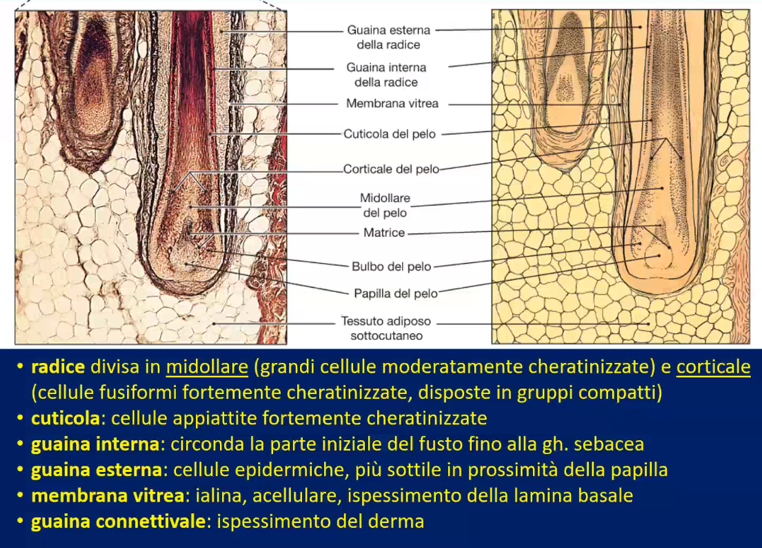 Guaina esterna
della radice
Guaina interna
della radice
Membrana vitrea
Cuticola del pelo
Corticale del pelo
Midollare
del pelo
Matrice
Bulbo del pelo
Papilla del pelo
Tessuto adiposo
sottocutaneo
• radice divisa in midollare (grandi cellule moderatamente cheratinizzate) e corticale
(cellule fusiformi fortemente cheratinizzate, disposte in gruppi compatti)
• cuticola: cellule appiattite fortemente cheratinizzate
• guaina interna: circonda la parte iniziale del fusto fino alla gh. sebacea
• guaina esterna: cellule epidermiche, più sottile in prossimità della papilla
• membrana vitrea: ialina, acellulare, ispessimento della lamina basale
• guaina connettivale: ispessimento del derma